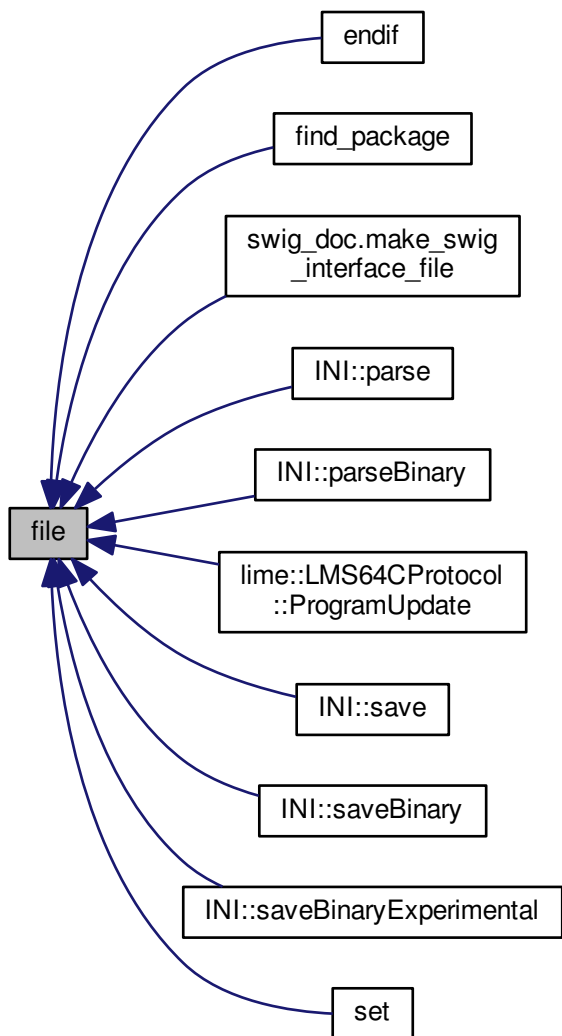 endif
find_package
swig_doc.make_swig
_interface_file
INI::parse
INI::parseBinary
file
lime::LMS64CProtocol
::ProgramUpdate
INI::save
INI::saveBinary
INI::saveBinaryExperimental
set